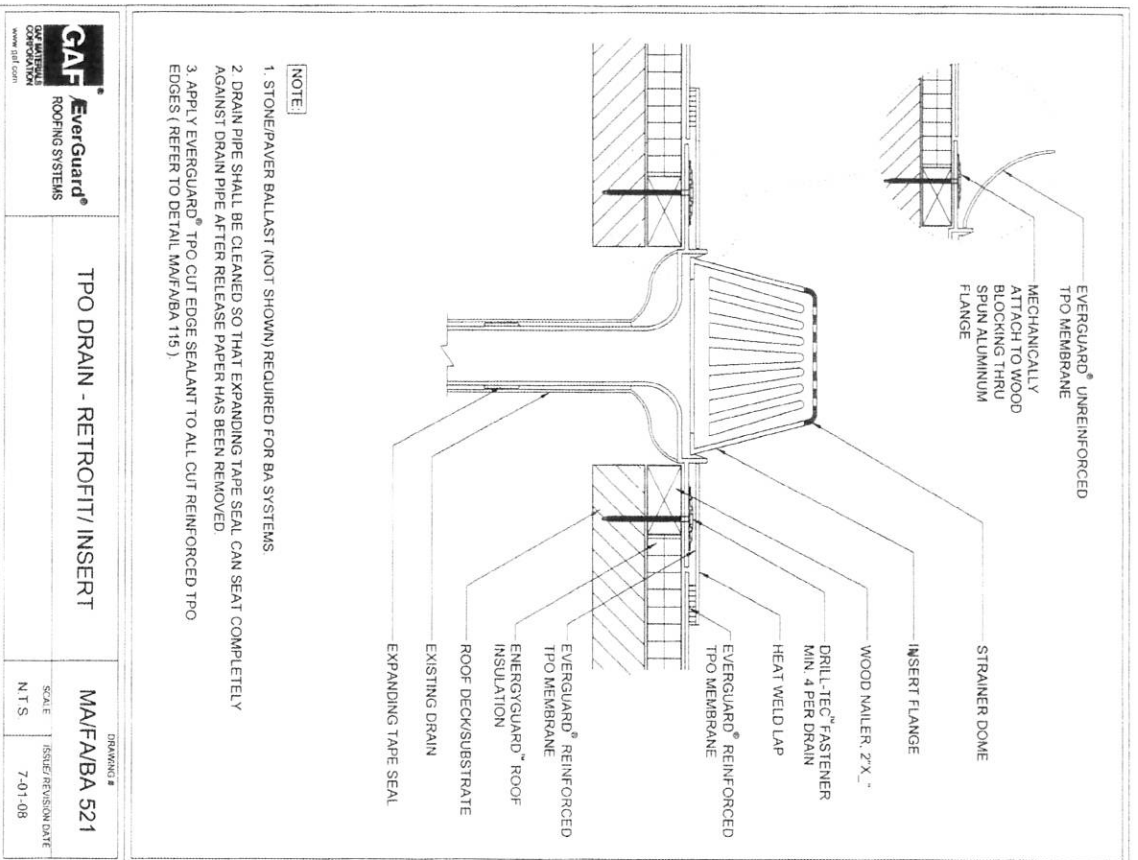 EVERGUARD® UNREINFORCED
TPO MEMBRANE
MECHANICALLY
ATTACH TO WOOD
BLOCKING THRU
SPUN ALUMINUM
FLANGE
STRAINER DOME
INSERT FLANGE
WOOD NAILER, 2"X_"
DRILL-TEC™ FASTENER
MIN. 4 PER DRAIN
HEAT WELD LAP
EVERGUARD® REINFORCED
TPO MEMBRANE
EVERGUARD® REINFORCED
TPO MEMBRANE
ENERGYGUARD™ ROOF
INSULATION
ROOF DECK/SUBSTRATE
EXISTING DRAIN
EXPANDING TAPE SEAL
NOTE:
1. STONE/PAVER BALLAST (NOT SHOWN) REQUIRED FOR BA SYSTEMS.
2. DRAIN PIPE SHALL BE CLEANED SO THAT EXPANDING TAPE SEAL CAN SEAT COMPLETELY
AGAINST DRAIN PIPE AFTER RELEASE PAPER HAS BEEN REMOVED.
3. APPLY EVERGUARD® TPO CUT EDGE SEALANT TO ALL CUT REINFORCED TPO
EDGES ( REFER TO DETAIL MA/FA/BA 115 ).
GAF®
GAF MATERIALS
CORPORATION
www.gaf.com
EverGuard®
ROOFING SYSTEMS
TPO DRAIN - RETROFIT/ INSERT
DRAWING #
MA/FA/BA 521
SCALE
N.T.S
ISSUE/ REVISION DATE
7-01-08